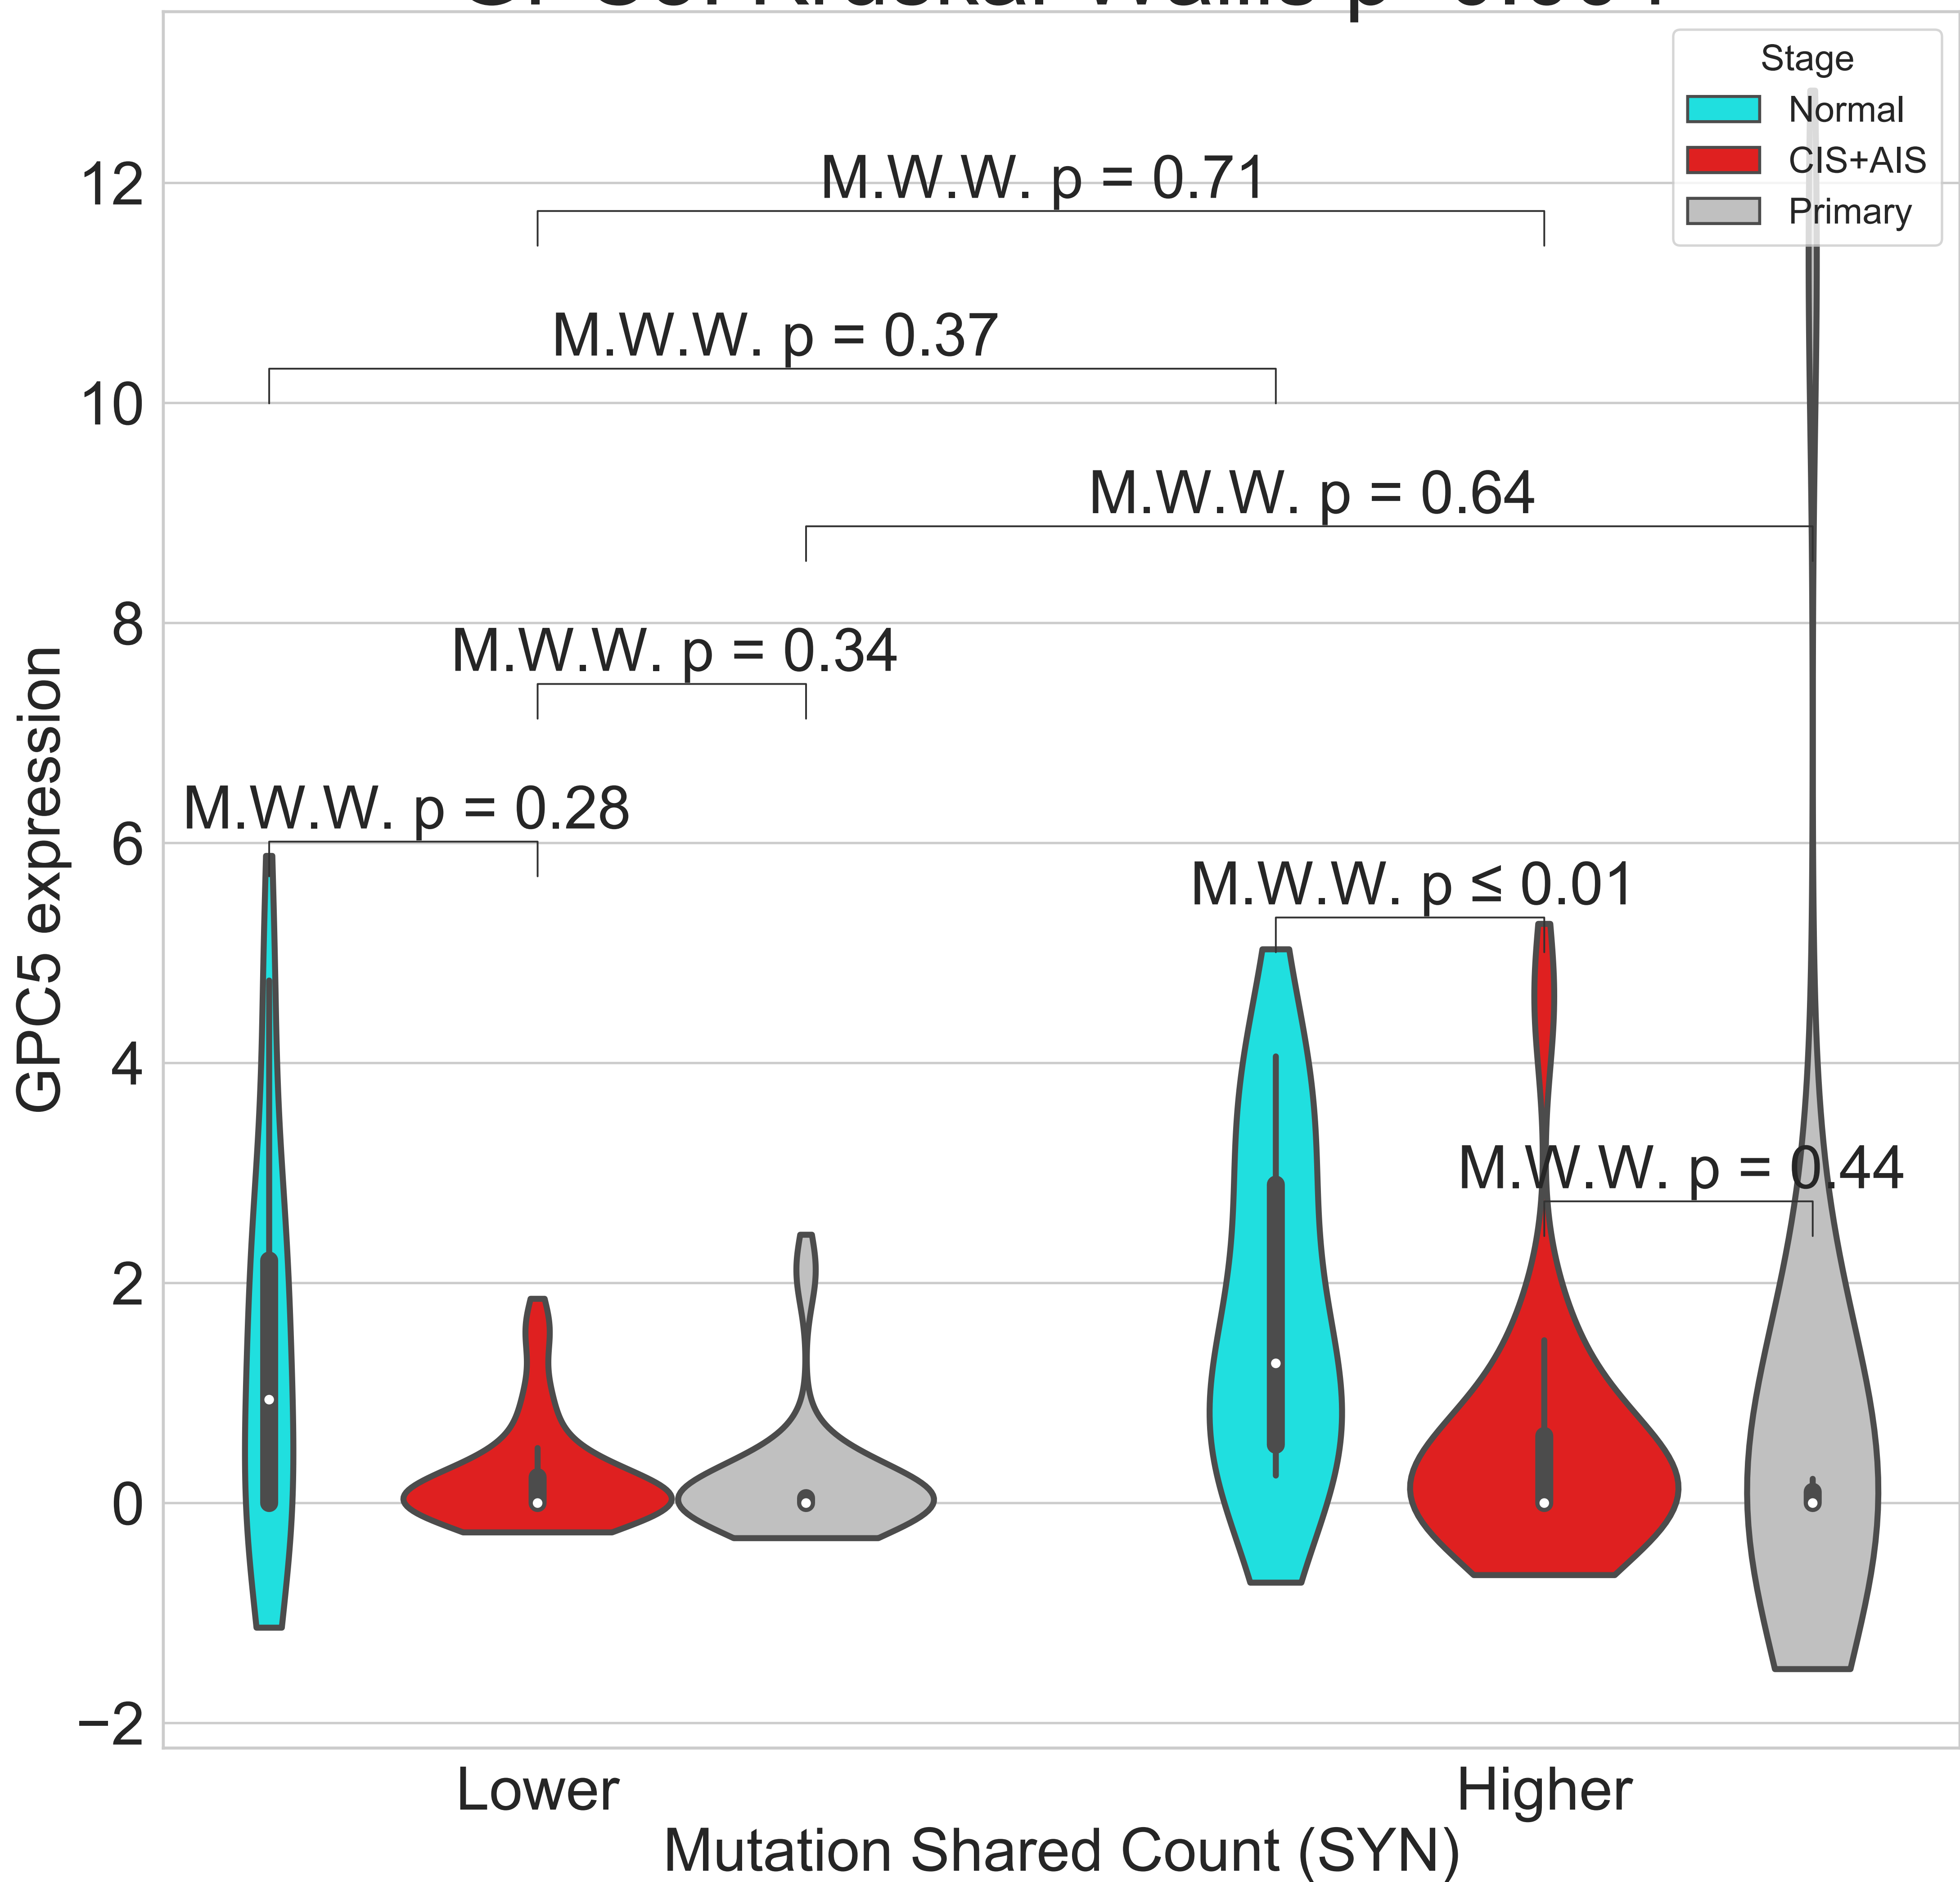 Stage
Normal
CIS+AIS
Primary
M.W.W. p = 0.71
M.W.W. p = 0.37
M.W.W. p = 0.64
M.W.W. p = 0.34
M.W.W. p = 0.28
M.W.W. p ≤ 0.01
M.W.W. p = 0.44
12
10
8
6
4
2
0
−2
GPC5 expression
Lower
Higher
Mutation Shared Count (SYN)